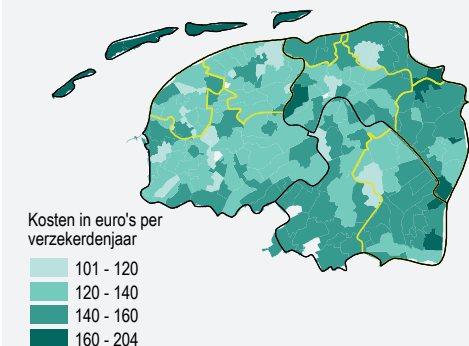 Kosten in euro's per
verzekerdenjaar
101 - 120
120 - 140
140 - 160
160 - 204